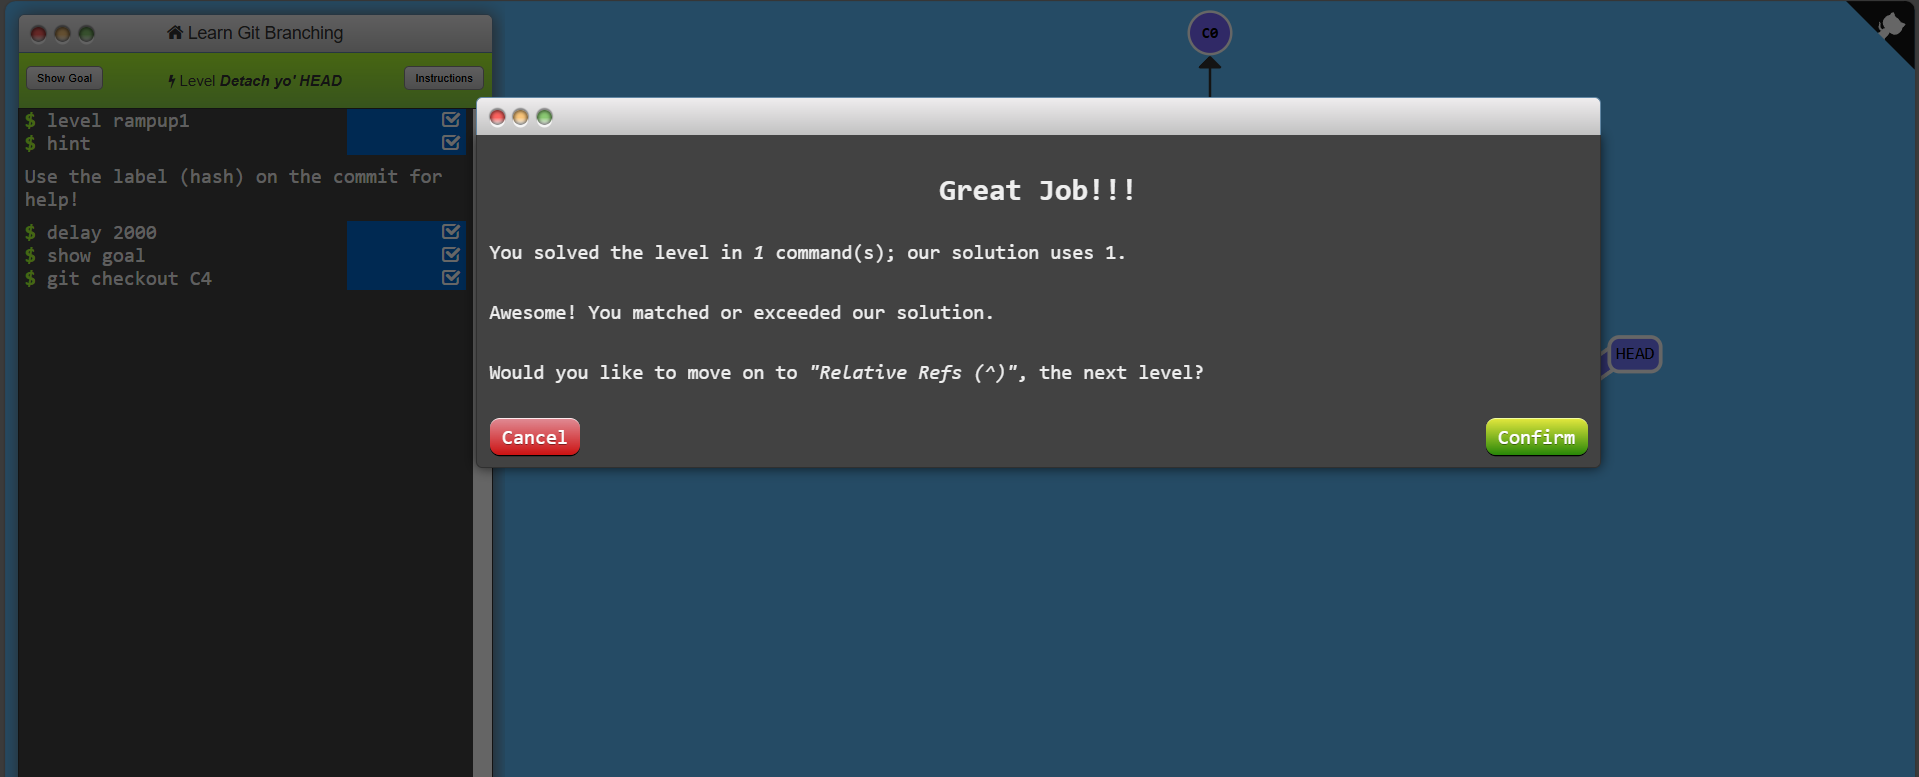 Learn Git Branching
Show Goal
Level Detach yo' HEAD
Instructions
$ level rampup1
$ hint
Use the label (hash) on the commit for
help!
$ delay 2000
$ show goal
$ git checkout C4
C0
Great Job!!!
You solved the level in 1 command(s); our solution uses 1.
Awesome! You matched or exceeded our solution.
Would you like to move on to "Relative Refs (^)", the next level?
Cancel
Confirm
HEAD